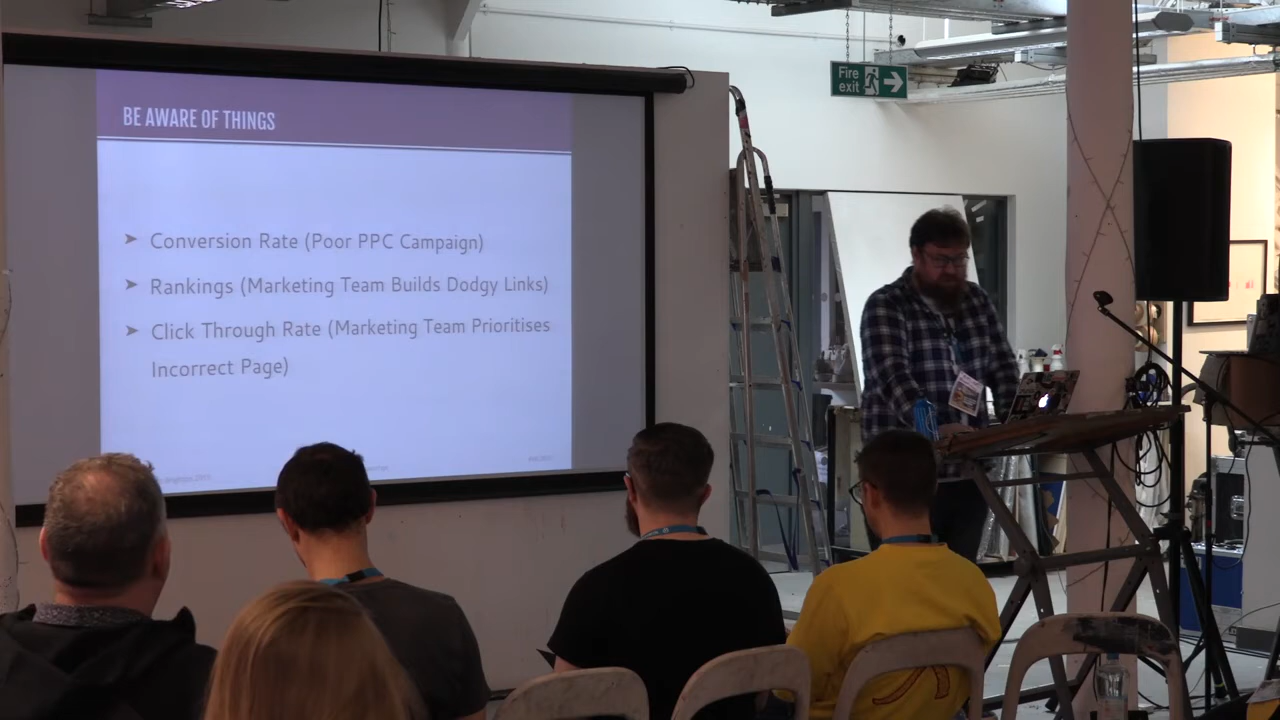 BE AWARE OF THINGS
Fire
exit
➤ Conversion Rate (Poor PPC Campaign)
➤ Rankings (Marketing Team Builds Dodgy Links)
➤ Click Through Rate (Marketing Team Prioritises
Incorrect Page)